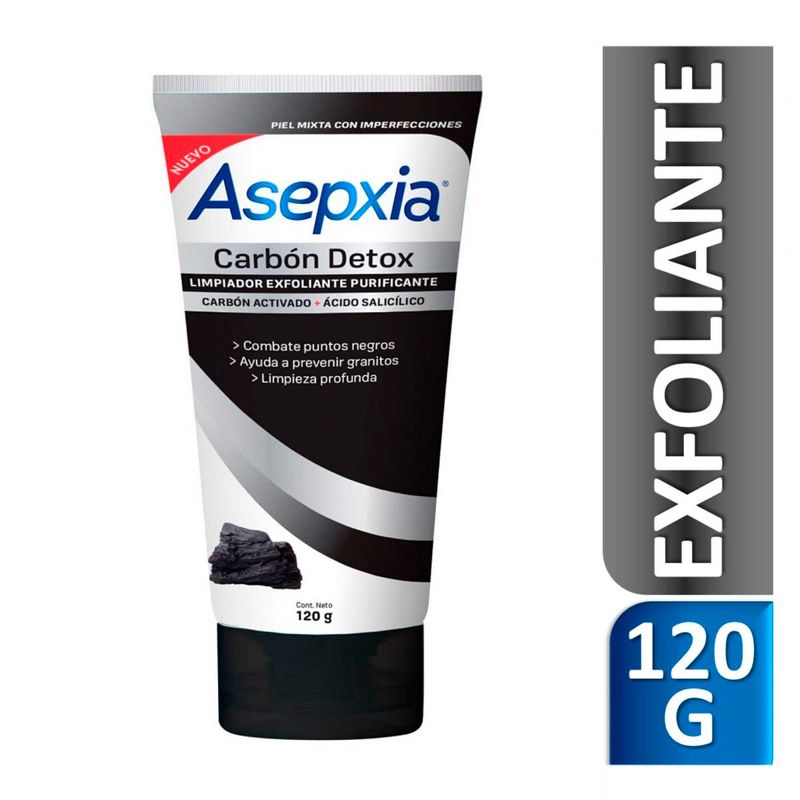 PIEL MIXTA CON IMPERFECCIONES
NUEVO
Asepxia®
Carbón Detox
LIMPIADOR EXFOLIANTE PURIFICANTE
CARBÓN ACTIVADO + ÁCIDO SALICÍLICO
> Combate puntos negros
> Ayuda a prevenir granitos
> Limpieza profunda
Cont. Neto
120 g
EXFOLIANTE
120
G